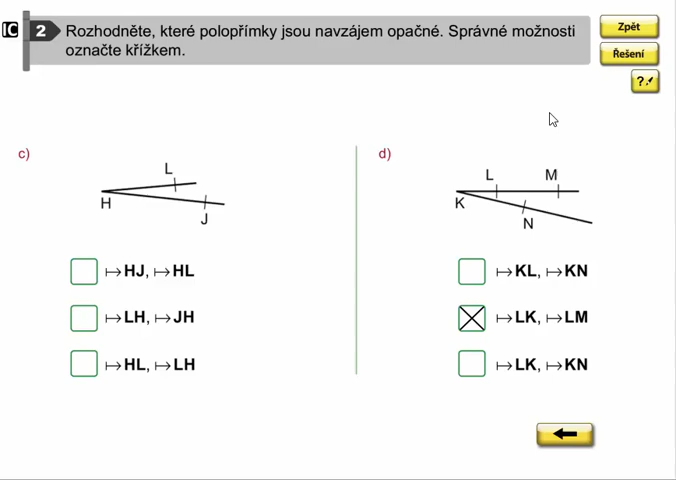 IC 2 Rozhodněte, které polopřímky jsou navzájem opačné. Správné možnosti
označte křížkem.
Zpět
Řešení
?
c)
L
H
J
↦HJ, ↦HL
↦LH, ↦JH
↦HL, ↦LH
d)
L M
K
N
↦KL, ↦KN
↦LK, ↦LM
↦LK, ↦KN